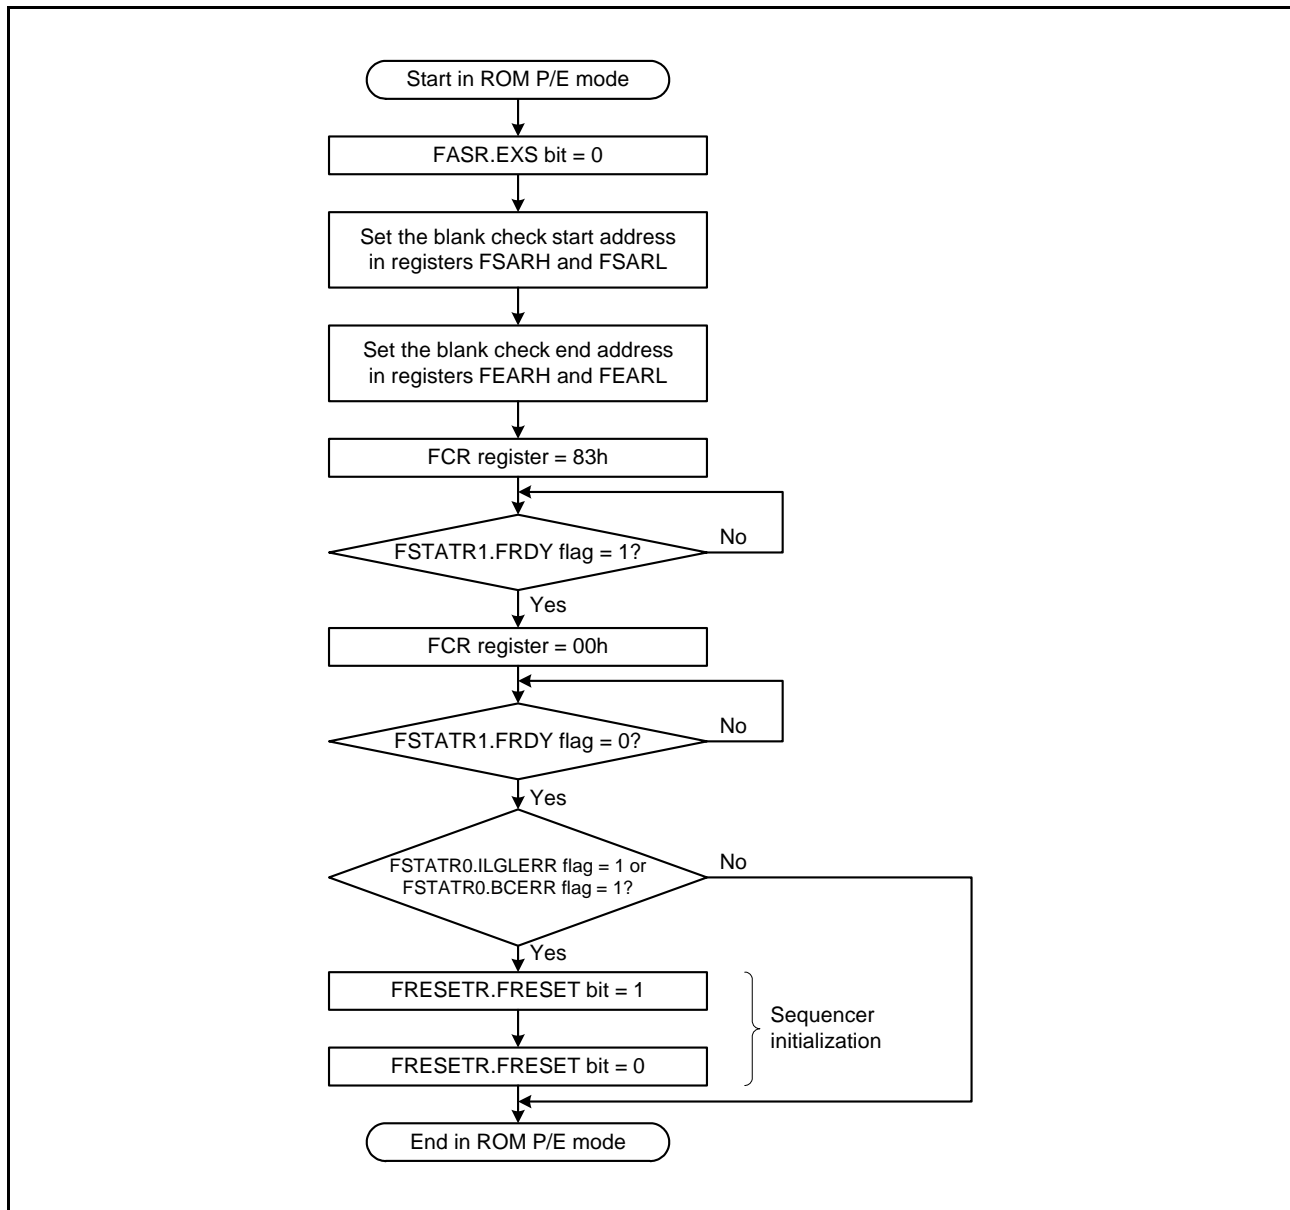 Start in ROM P/E mode
FASR.EXS bit = 0
Set the blank check start address
in registers FSARH and FSARL
Set the blank check end address
in registers FEARH and FEARL
FCR register = 83h
FSTATR1.FRDY flag = 1?
No
Yes
FCR register = 00h
FSTATR1.FRDY flag = 0?
No
Yes
FSTATR0.ILGLERR flag = 1 or
FSTATR0.BCERR flag = 1?
No
Yes
FRESETR.FRESET bit = 1
FRESETR.FRESET bit = 0
Sequencer
initialization
End in ROM P/E mode